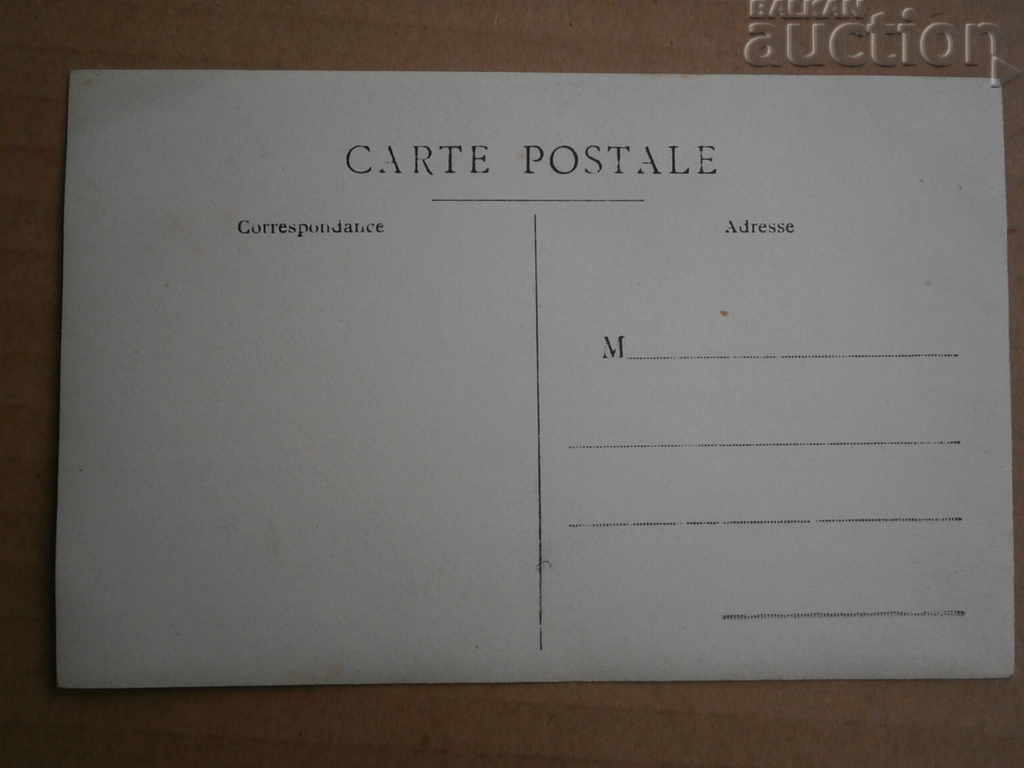 BALKAN
auction
CARTE POSTALE
Correspondance
Adresse
M